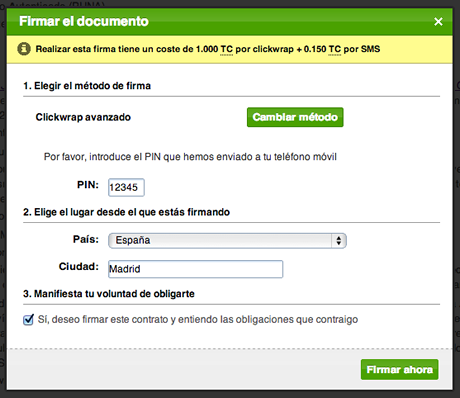 Firmar el documento
Realizar esta firma tiene un coste de 1.000 TC por clickwrap + 0.150 TC por SMS
1. Elegir el método de firma
Clickwrap avanzado
Cambiar método
Por favor, introduce el PIN que hemos enviado a tu teléfono móvil
PIN: 12345
2. Elige el lugar desde el que estás firmando
País: España
Ciudad: Madrid
3. Manifiesta tu voluntad de obligarte
Sí, deseo firmar este contrato y entiendo las obligaciones que contraigo
Firmar ahora